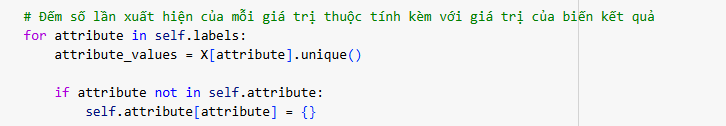 # Đếm số lần xuất hiện của mỗi giá trị thuộc tính kèm với giá trị của biến kết quả
for attribute in self.labels:
    attribute_values = X[attribute].unique()
    if attribute not in self.attribute:
        self.attribute[attribute] = {}